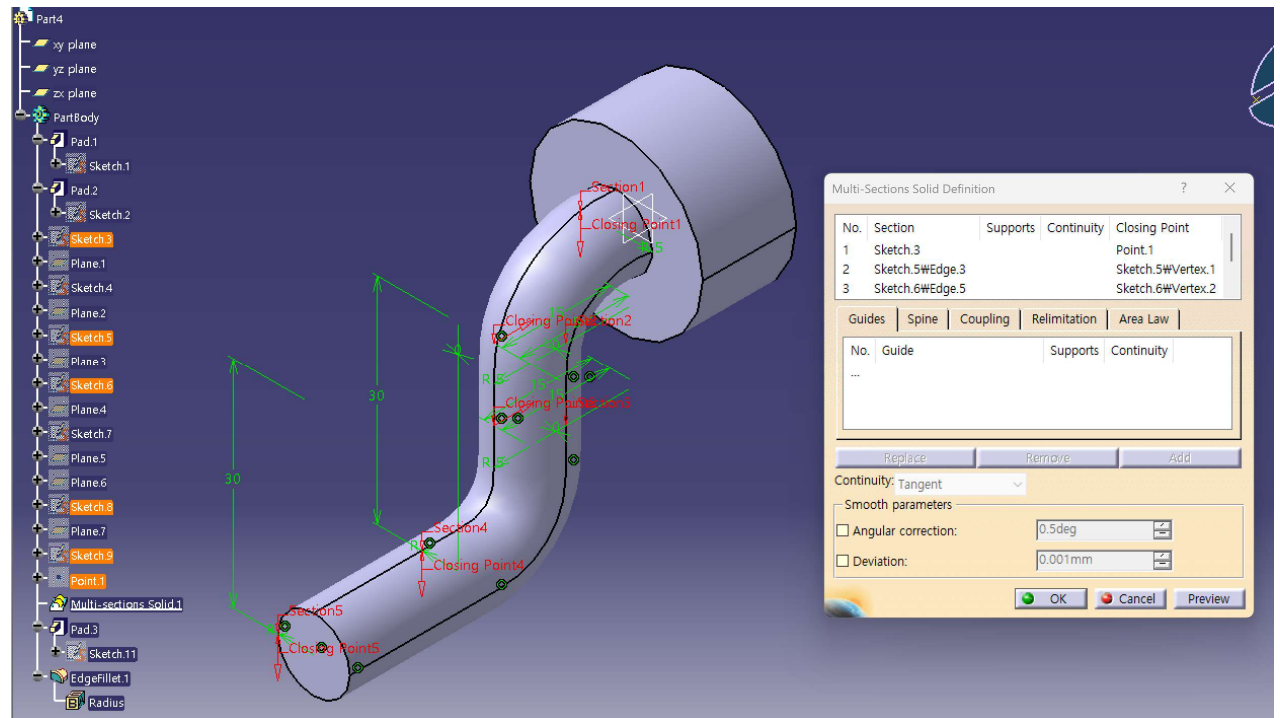 Part4
xy plane
yz plane
zx plane
PartBody
Pad.1
Sketch.1
Pad.2
Sketch.2
Sketch.3
Plane.1
Sketch.4
Plane.2
Sketch.5
Plane.3
Sketch.6
Plane.4
Sketch.7
Plane.5
Plane.6
Sketch.8
Plane.7
Sketch.9
Point.1
Multi-sections Solid.1
Pad.3
Sketch.11
EdgeFillet.1
Radius
Section1
Closing Point1
Section2
15
30
Section4
Closing Point4
30
Section5
Closing Point5
Multi-Sections Solid Definition ? ×
No. Section Supports Continuity Closing Point
1 Sketch.3 Point.1
2 Sketch.5₩Edge.3 Sketch.5₩Vertex.1
3 Sketch.6₩Edge.5 Sketch.6₩Vertex.2
Guides Spine Coupling Relimitation Area Law
No. Guide Supports Continuity
...
Replace Remove Add
Continuity: Tangent
Smooth parameters
Angular correction: 0.5deg
Deviation: 0.001mm
OK Cancel Preview